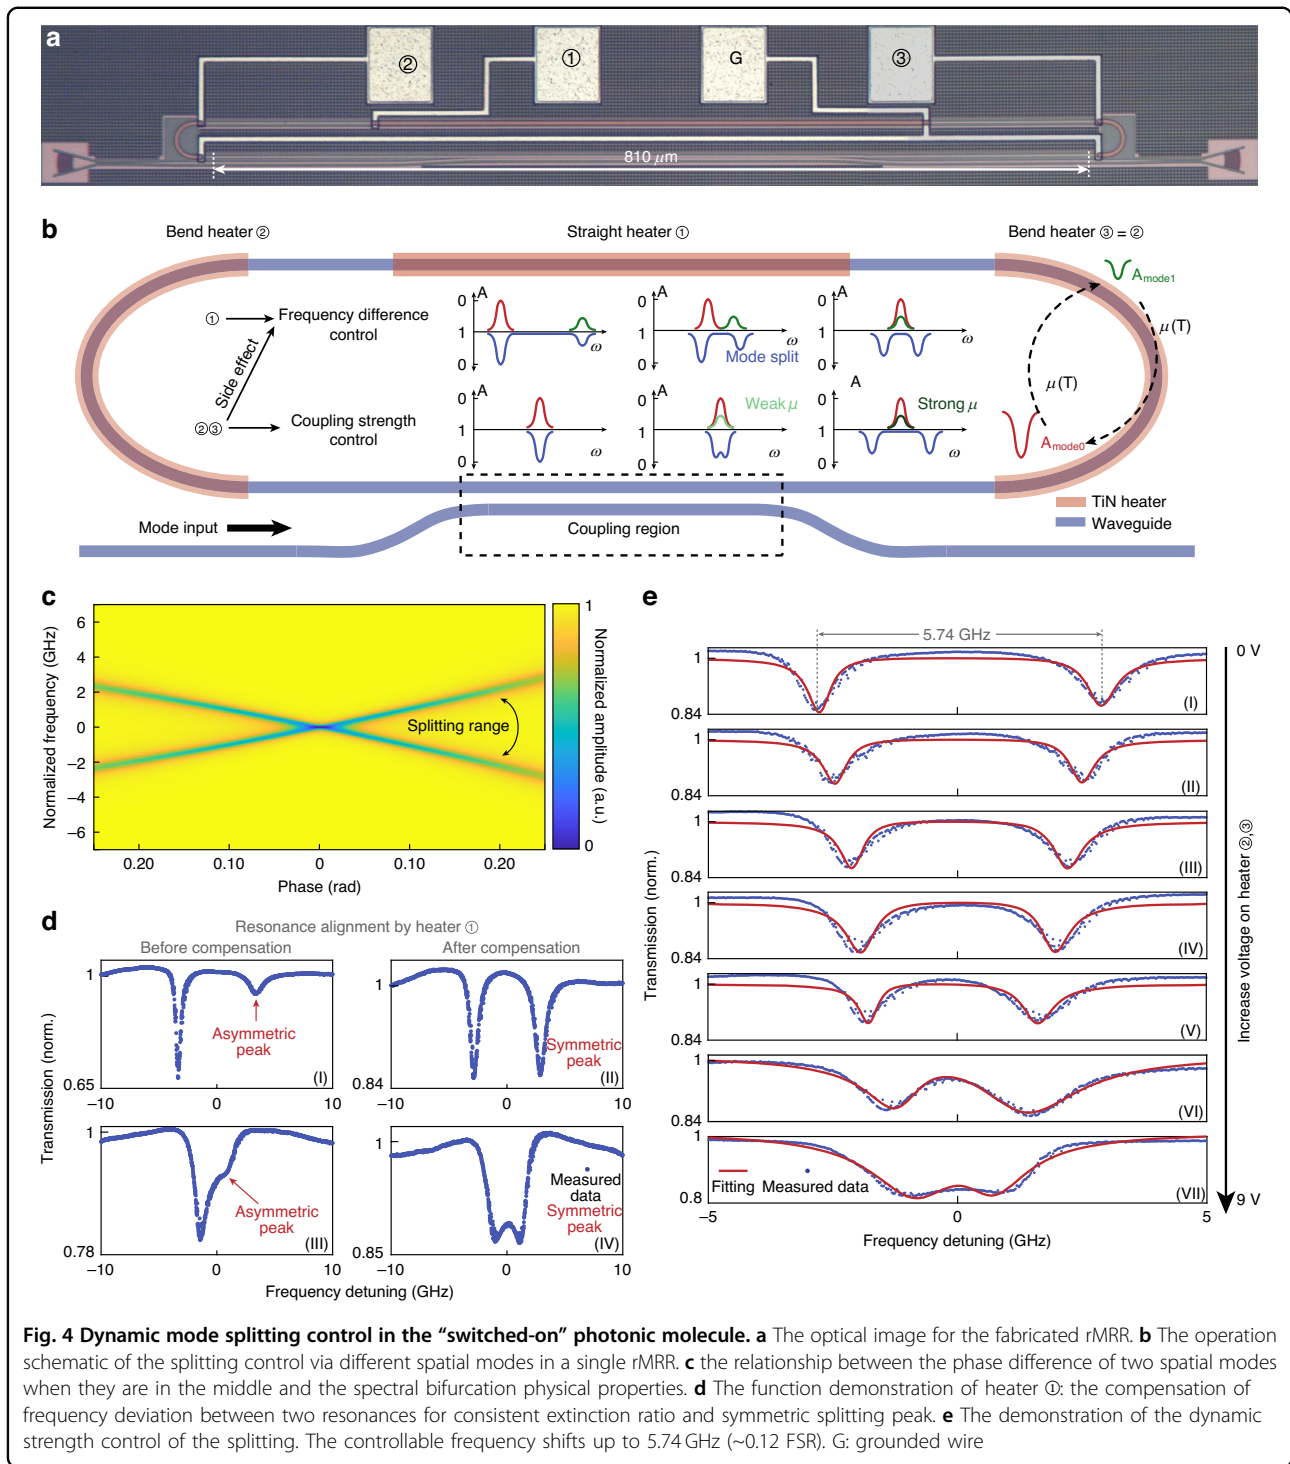 a
②
①
G
③
810 μm
b
Bend heater ②
Straight heater ①
Bend heater ③ = ②
① Frequency difference
control
Side effect
②③ Coupling strength
control
A
0
1
0
ω
A
0
1
0
ω
Mode split
A
0
1
0
ω
A
0
1
0
ω
A
0
1
0
ω
Weak μ
A
0
1
0
ω
Strong μ
A mode1
μ(T)
μ(T)
A mode0
Mode input
Coupling region
TiN heater
Waveguide
c
Normalized frequency (GHz)
6
4
2
0
−2
−4
−6
0.20 0.10 0 0.10 0.20
Phase (rad)
Splitting range
1
0
Normalized amplitude (a.u.)
d
Resonance alignment by heater ①
Before compensation
After compensation
Transmission (norm.)
1
0.65
−10 0 10
Asymmetric
peak
(I)
1
0.84
−10 0 10
Symmetric
peak
(II)
1
0.78
−10 0 10
Asymmetric
peak
(III)
1
0.85
−10 0 10
Measured
data
Symmetric
peak
(IV)
Frequency detuning (GHz)
e
5.74 GHz
Transmission (norm.)
1
0.84
(I)
1
0.84
(II)
1
0.84
(III)
1
0.84
(IV)
1
0.84
(V)
1
0.84
(VI)
1
0.8
Fitting Measured data
(VII)
−5 0 5
Frequency detuning (GHz)
0 V
Increase voltage on heater ②,③
9 V
Fig. 4 Dynamic mode splitting control in the “switched-on” photonic molecule. a The optical image for the fabricated rMRR. b The operation
schematic of the splitting control via different spatial modes in a single rMRR. c the relationship between the phase difference of two spatial modes
when they are in the middle and the spectral bifurcation physical properties. d The function demonstration of heater ①: the compensation of
frequency deviation between two resonances for consistent extinction ratio and symmetric splitting peak. e The demonstration of the dynamic
strength control of the splitting. The controllable frequency shifts up to 5.74 GHz (~0.12 FSR). G: grounded wire